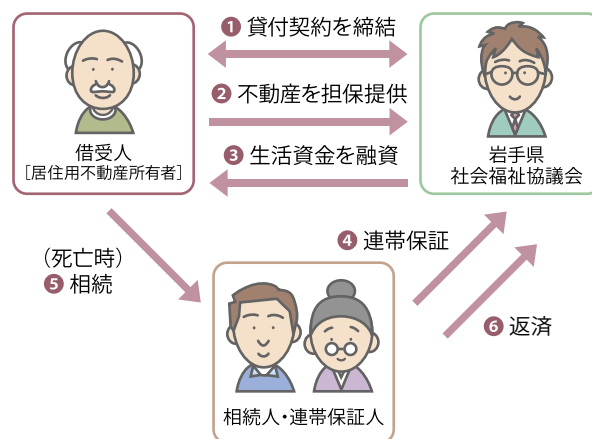 ❶ 貸付契約を締結
❷ 不動産を担保提供
❸ 生活資金を融資
借受人
［居住用不動産所有者］
岩手県
社会福祉協議会
❹ 連帯保証
（死亡時）
❺ 相続
❻ 返済
相続人・連帯保証人